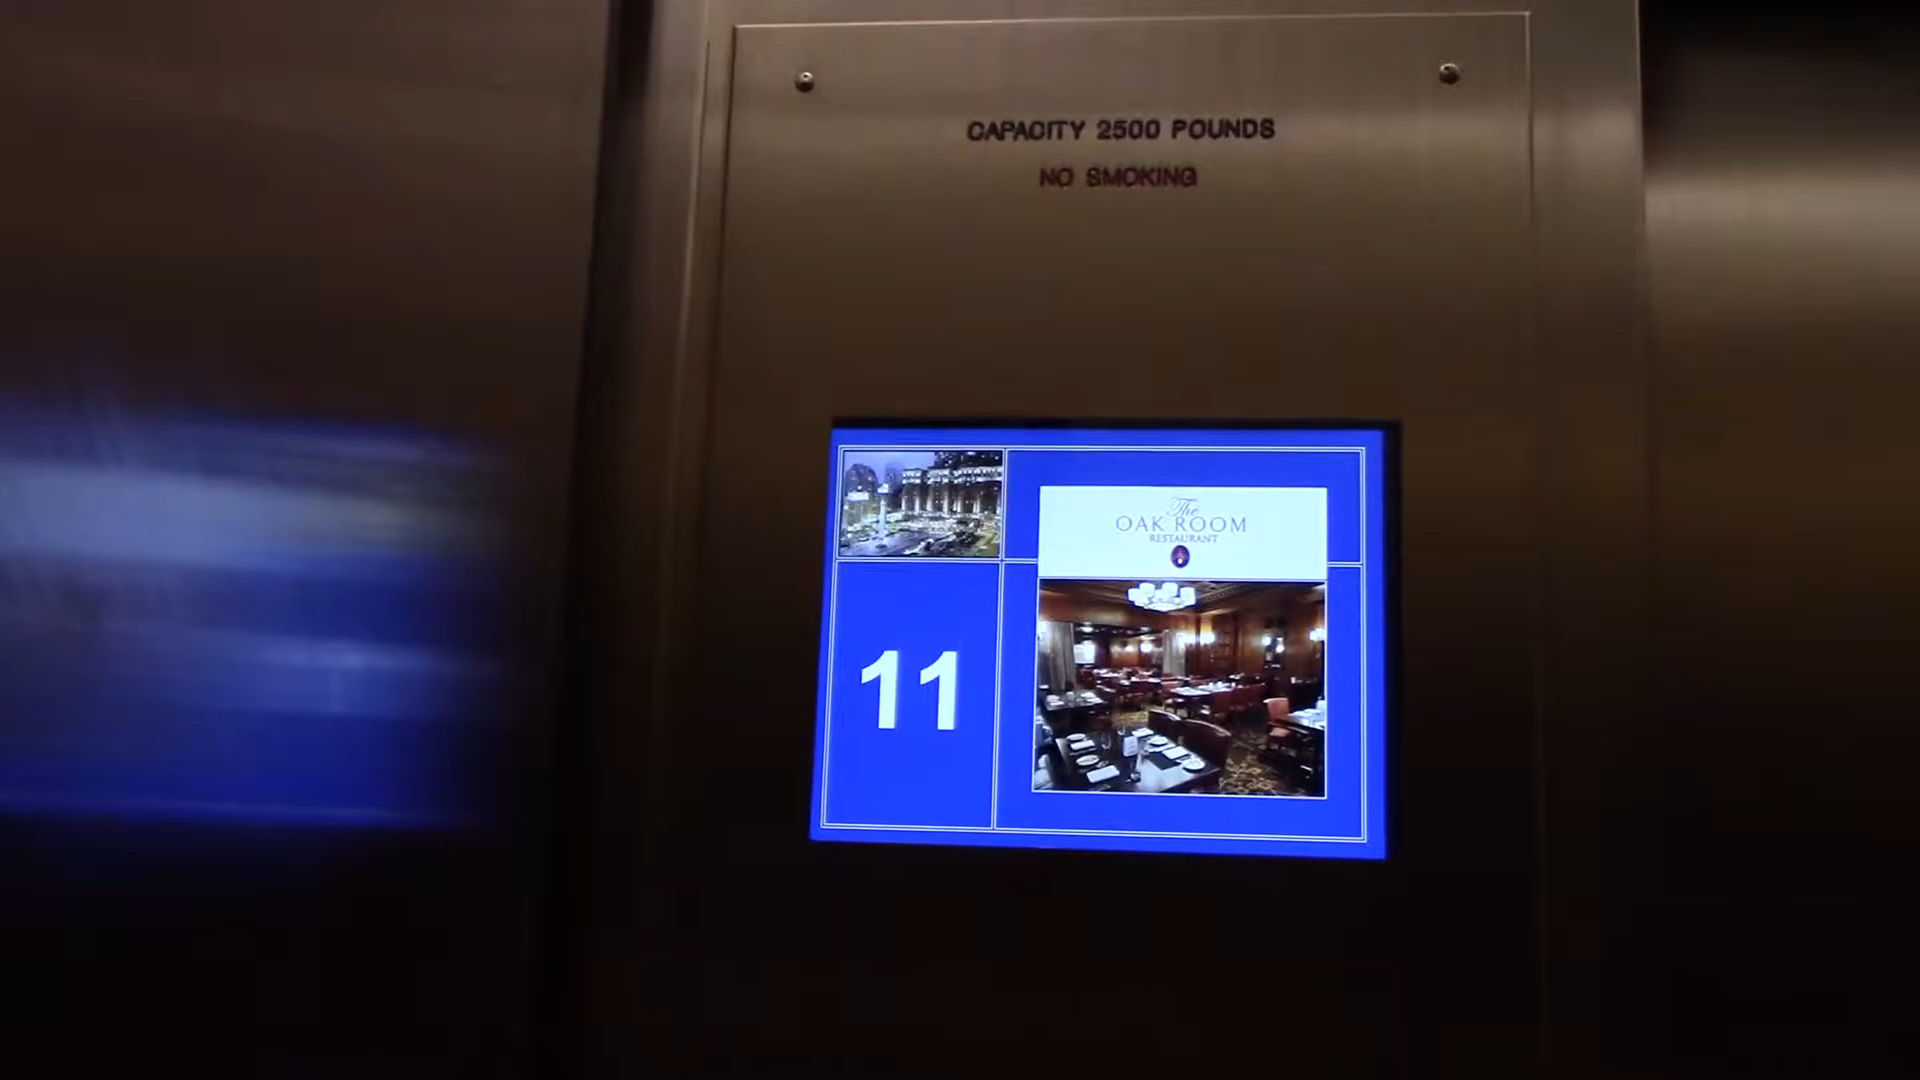 CAPACITY 2500 POUNDS
NO SMOKING
The
OAK ROOM
RESTAURANT
11